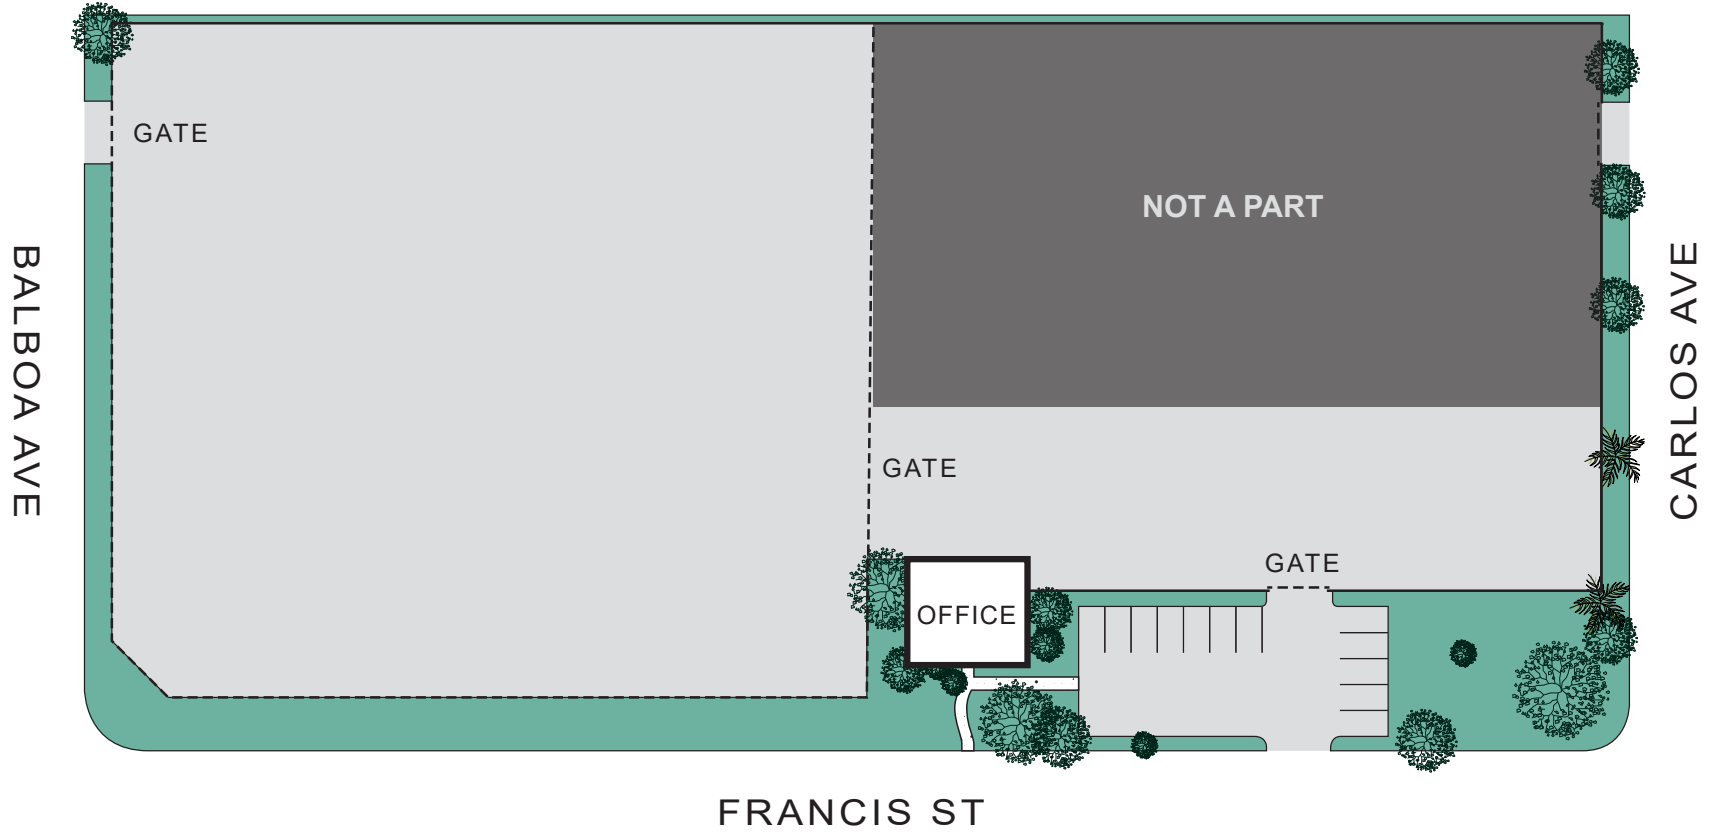 GATE
NOT A PART
BALBOA AVE
CARLOS AVE
GATE
GATE
OFFICE
FRANCIS ST